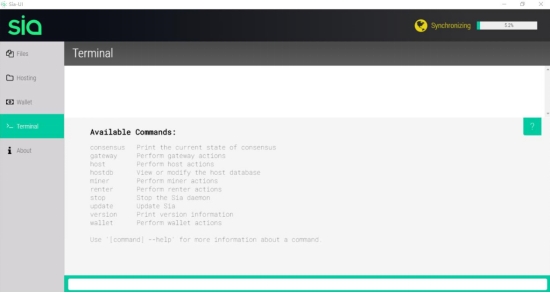 Sia-UI
sia
Synchronizing
Files
Terminal
Hosting
Wallet
>_ Terminal
?
Available Commands:
consensus Print the current state of consensus
gateway Perform gateway actions
host Perform host actions
hostdb View or modify the host database
miner Perform miner actions
renter Perform renter actions
stop Stop the Sia daemon
update Update Sia
version Print version information
wallet Perform wallet actions
About
Use `[command] --help` for more information about a command